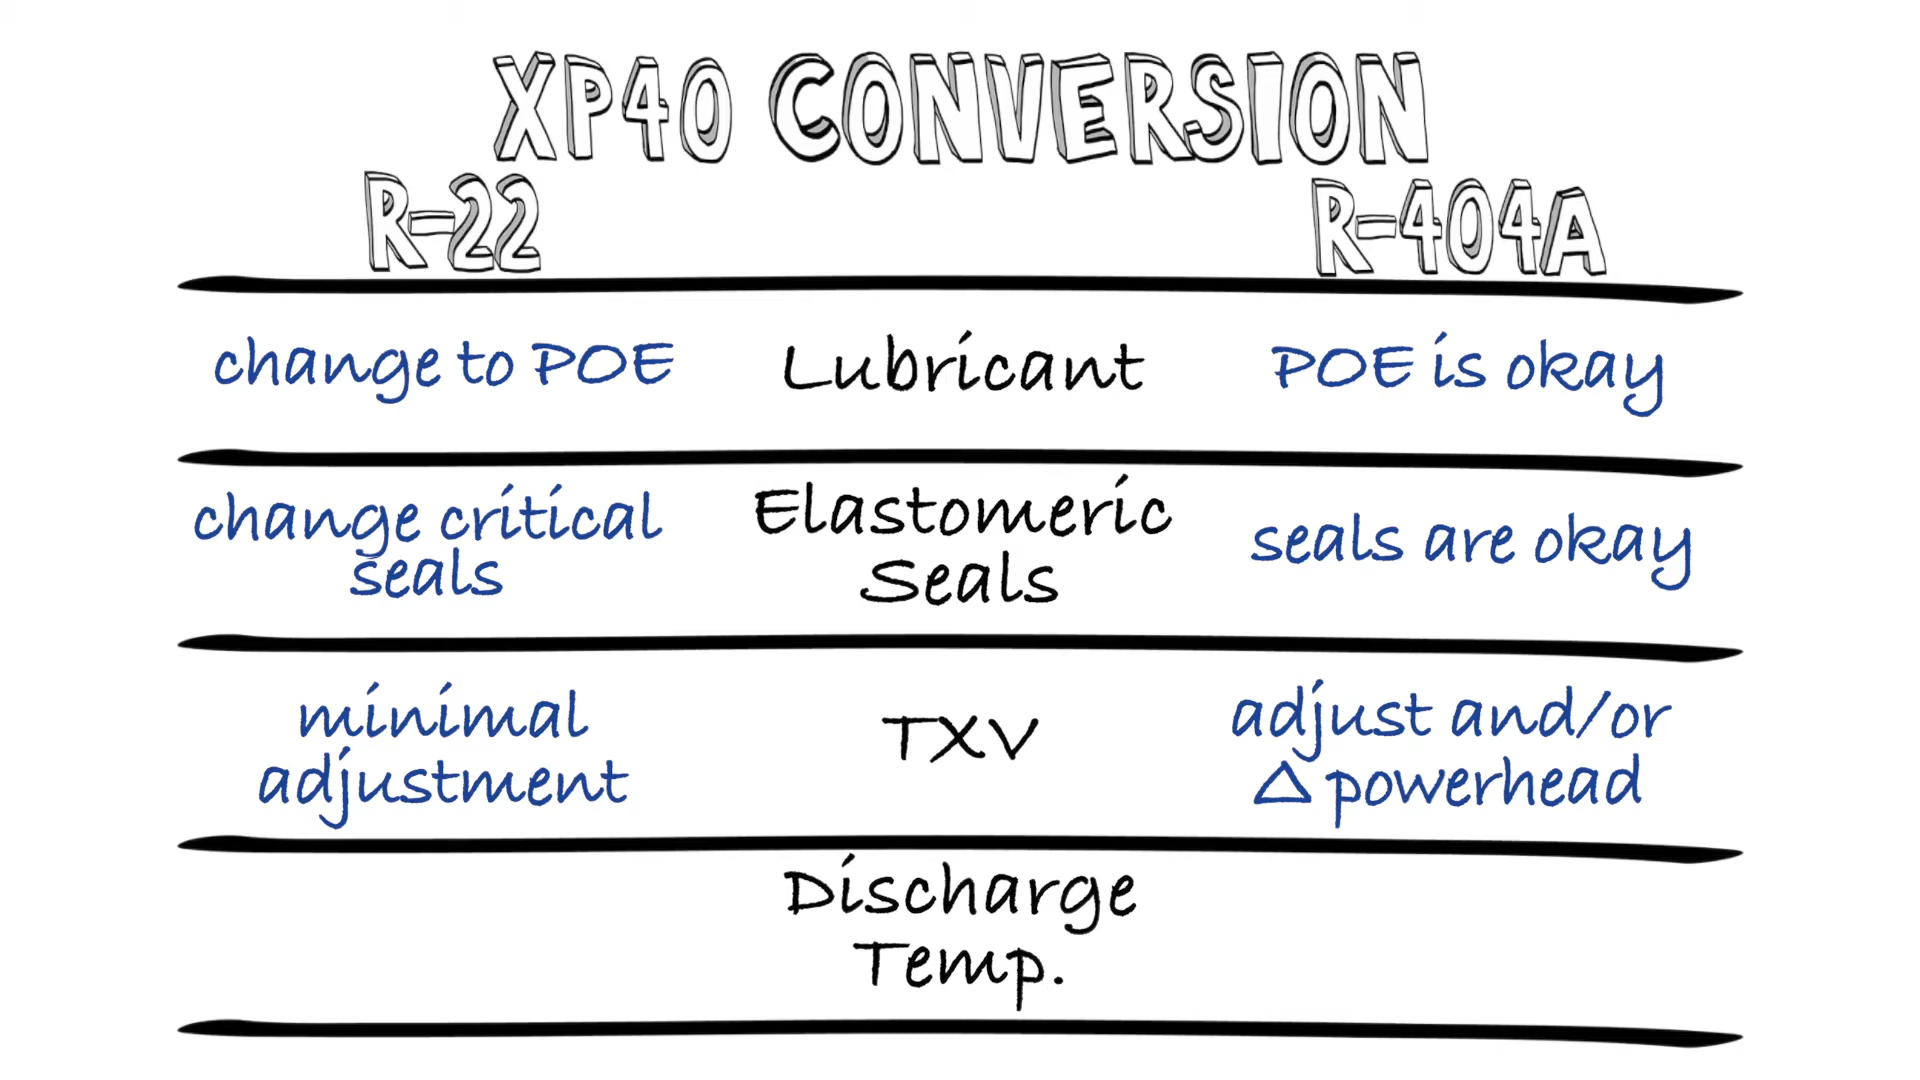 XP40 CONVERSION
R-22
R-404A
change to POE
Lubricant
POE is okay
change critical
seals
Elastomeric
Seals
seals are okay
minimal
adjustment
TXV
adjust and/or
△ powerhead
Discharge
Temp.